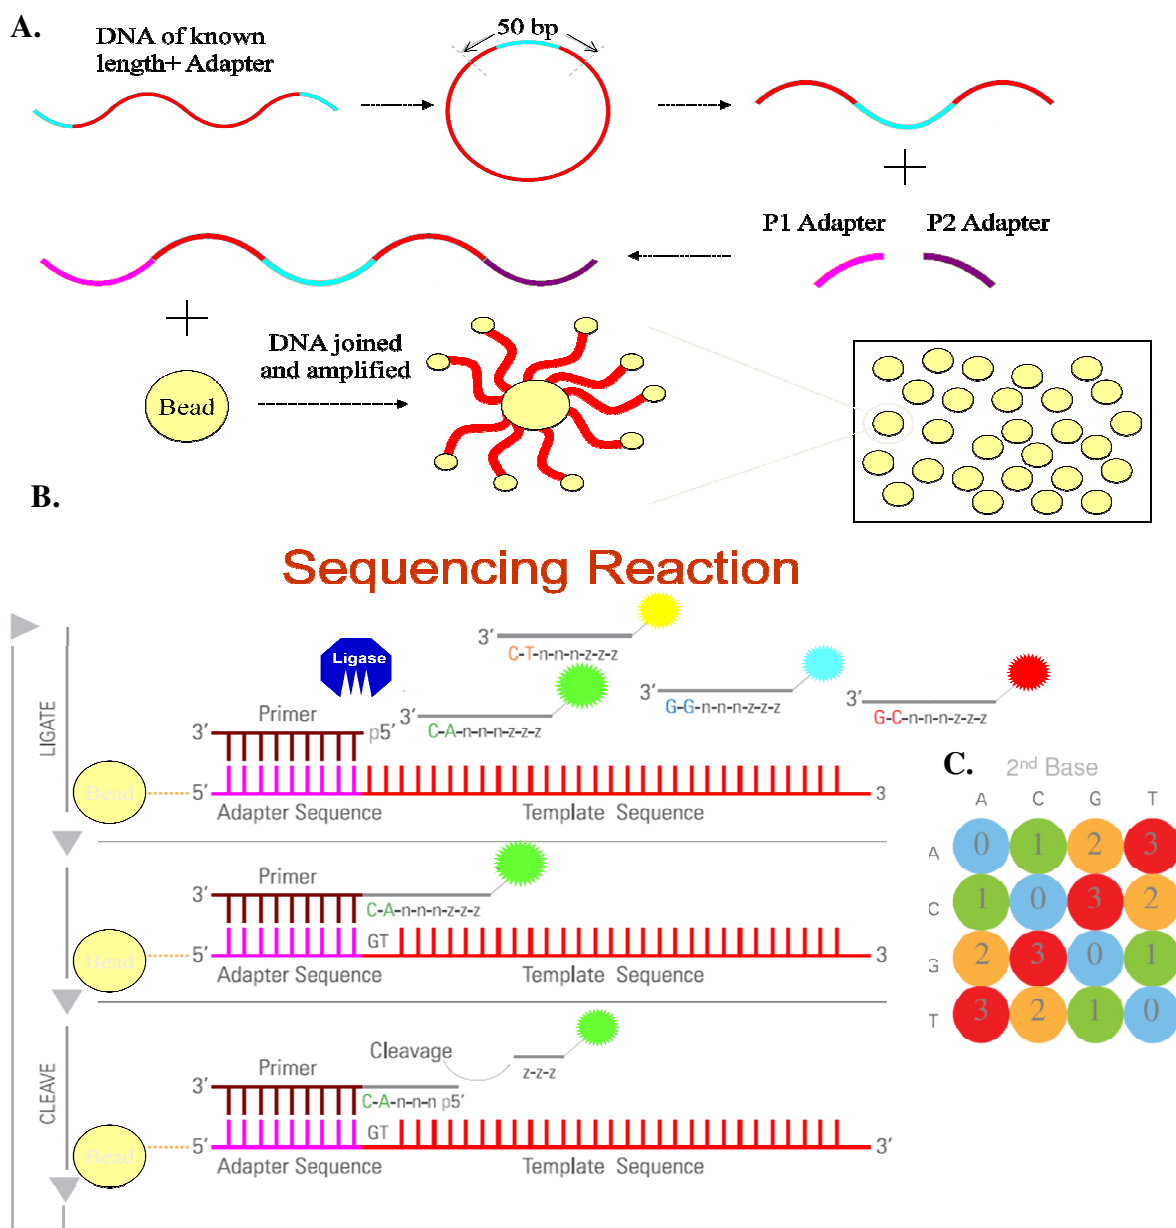 A.
DNA of known
length+ Adapter
50 bp
P1 Adapter
P2 Adapter
Bead
DNA joined
and amplified
B.
Sequencing Reaction
LIGATE
Ligase
3′
C-T-n-n-n-z-z-z
3′
C-A-n-n-n-z-z-z
3′
G-G-n-n-n-z-z-z
3′
G-C-n-n-n-z-z-z
Primer
3′
p5′
Bead
5′
3
Adapter Sequence
Template Sequence
Primer
3′
C-A-n-n-n-z-z-z
GT
Bead
5′
3
Adapter Sequence
Template Sequence
CLEAVE
Cleavage
z-z-z
Primer
3′
C-A-n-n-n p5′
GT
Bead
5′
3′
Adapter Sequence
Template Sequence
C.
2nd Base
A C G T
A 0 1 2 3
C 1 0 3 2
G 2 3 0 1
T 3 2 1 0